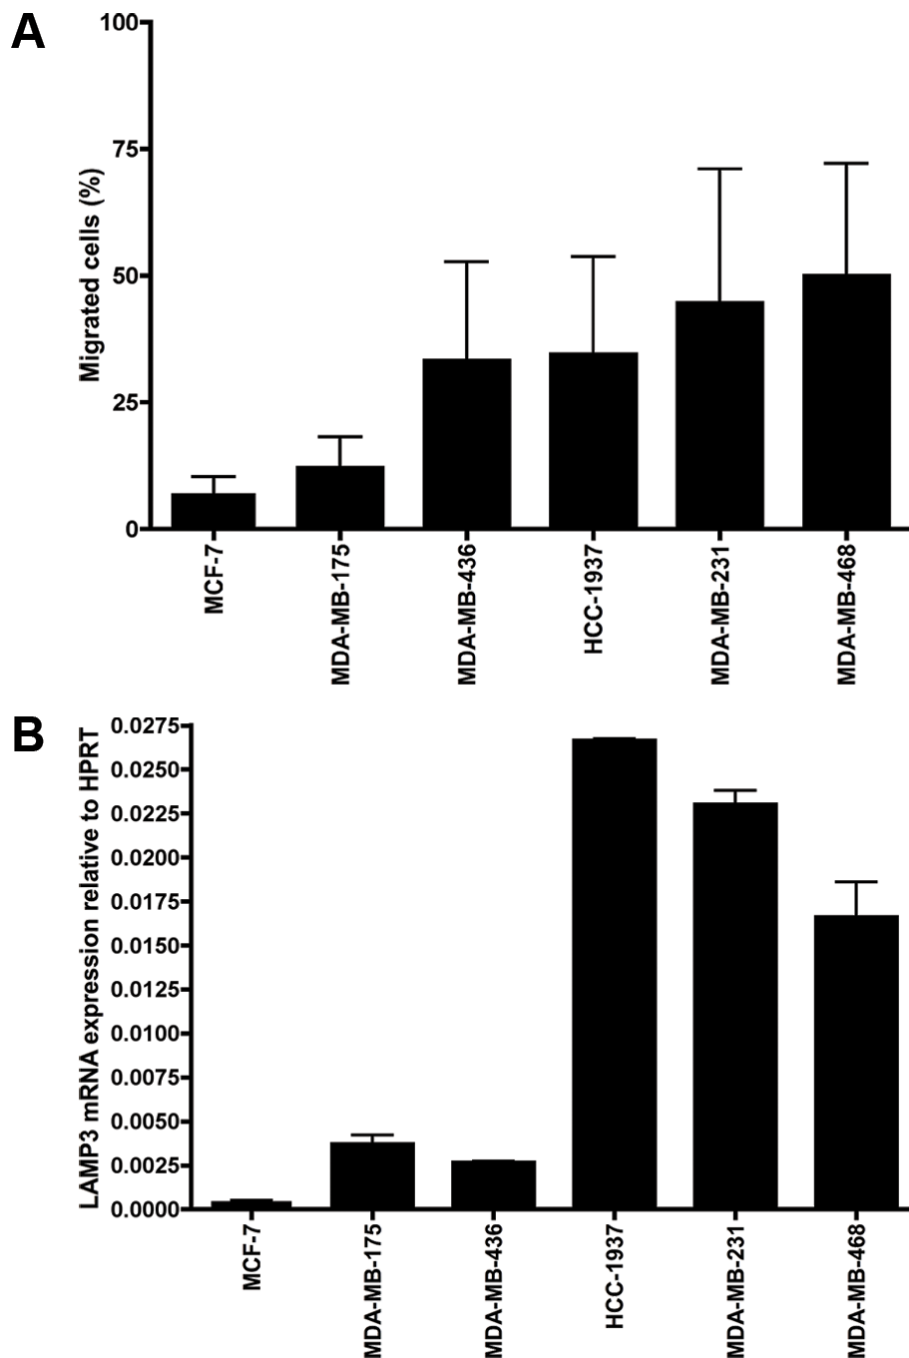 A
Migrated cells (%)
100
75
50
25
0
MCF-7
MDA-MB-175
MDA-MB-436
HCC-1937
MDA-MB-231
MDA-MB-468
B
LAMP3 mRNA expression relative to HPRT
0.0275
0.0250
0.0225
0.0200
0.0175
0.0150
0.0125
0.0100
0.0075
0.0050
0.0025
0.0000
MCF-7
MDA-MB-175
MDA-MB-436
HCC-1937
MDA-MB-231
MDA-MB-468